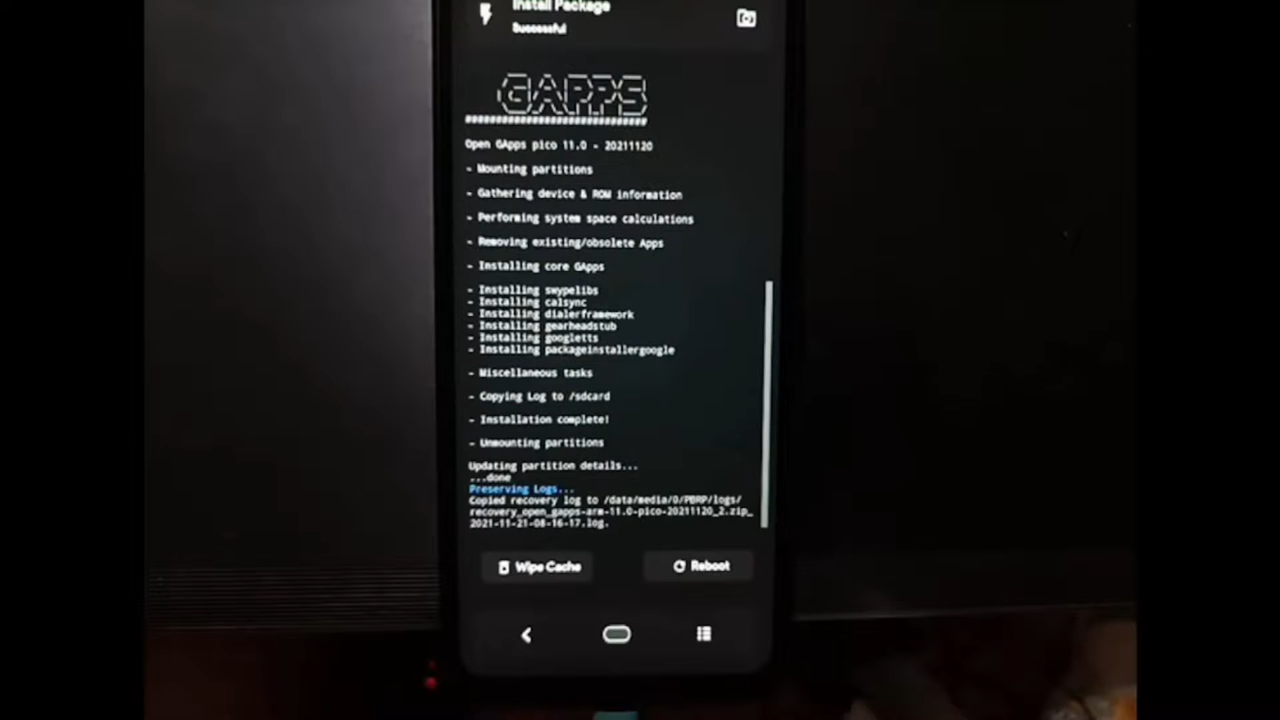 Install Package
Successful
GAPPS
##############################
Open GApps pico 11.0 - 20211120
- Mounting partitions
- Gathering device & ROM information
- Performing system space calculations
- Removing existing/obsolete Apps
- Installing core GApps
- Installing swypelibs
- Installing calsync
- Installing dialerframework
- Installing gearheadstub
- Installing googletts
- Installing packageinstallergoogle
- Miscellaneous tasks
- Copying Log to /sdcard
- Installation complete!
- Unmounting partitions
Updating partition details...
...done
Preserving Logs...
Copied recovery log to /data/media/0/PBRP/logs/
recovery_open_gapps-arm-11.0-pico-20211120_2.zip_
2021-11-21-08-16-17.log.
Wipe Cache
Reboot